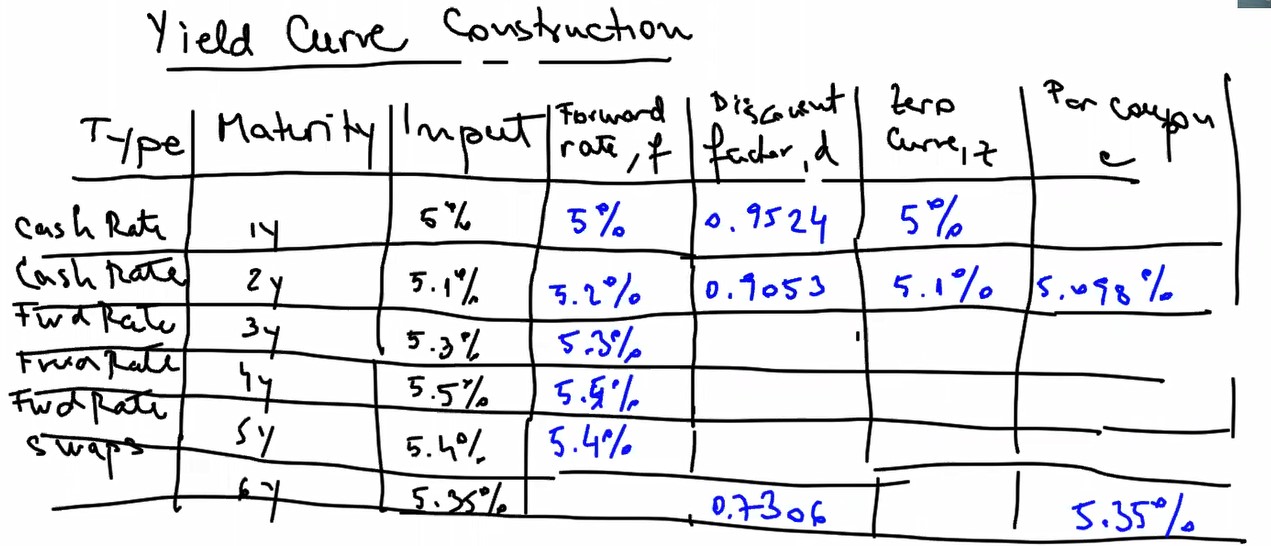 Yield Curve Construction
Type Maturity Input Forward rate, f Discount factor, d Zero Curve, z Par coupon c
Cash Rate 1y 5% 5% 0.9524 5%
Cash Rate 2y 5.1% 5.2% 0.9053 5.1% 5.098%
Fwd Rate 3y 5.3% 5.3%
Fwd Rate 4y 5.5% 5.5%
Fwd Rate 5y 5.4% 5.4%
Swaps 6y 5.35% 0.7306 5.35%